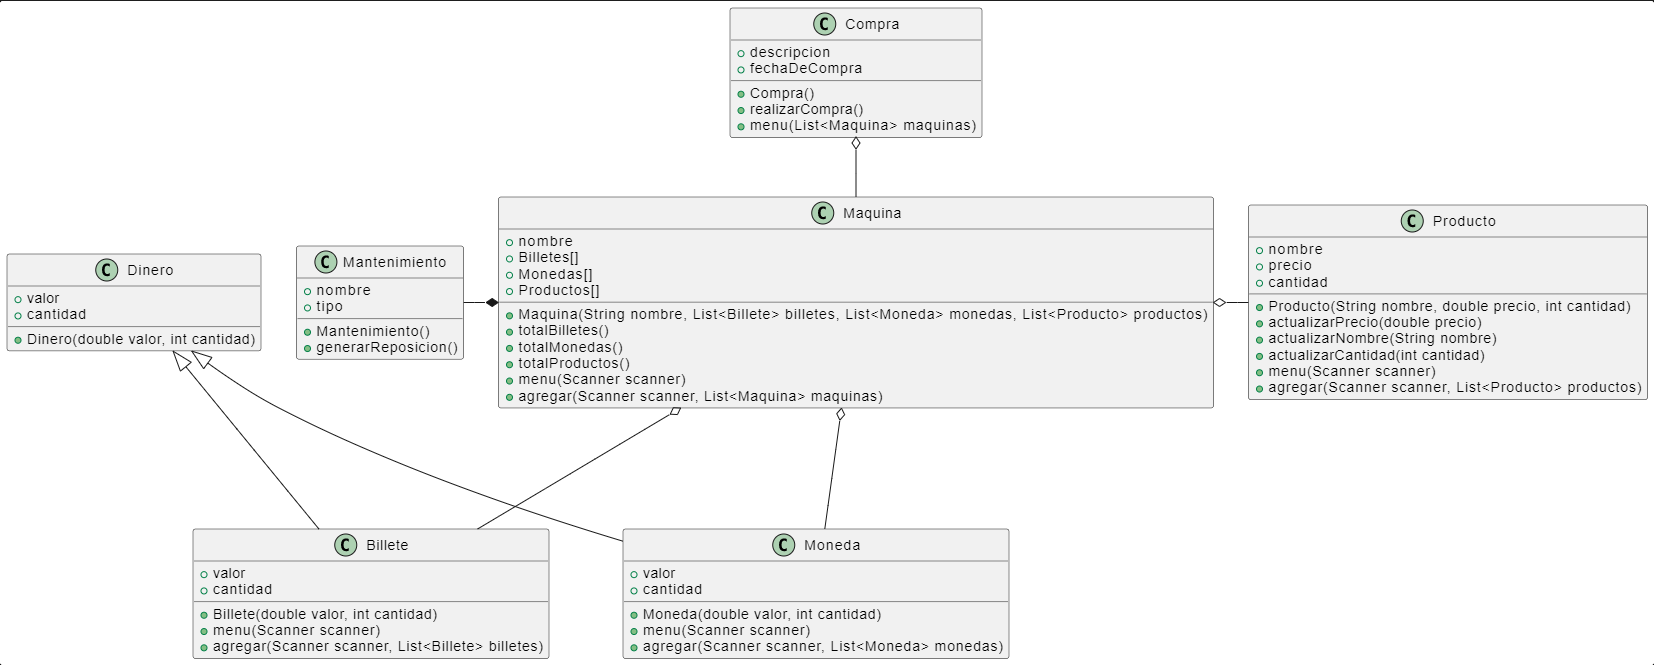 C Compra
descripcion
fechaDeCompra
Compra()
realizarCompra()
menu(List<Maquina> maquinas)
C Maquina
nombre
Billetes[]
Monedas[]
Productos[]
Maquina(String nombre, List<Billete> billetes, List<Moneda> monedas, List<Producto> productos)
totalBilletes()
totalMonedas()
totalProductos()
menu(Scanner scanner)
agregar(Scanner scanner, List<Maquina> maquinas)
C Producto
nombre
precio
cantidad
Producto(String nombre, double precio, int cantidad)
actualizarPrecio(double precio)
actualizarNombre(String nombre)
actualizarCantidad(int cantidad)
menu(Scanner scanner)
agregar(Scanner scanner, List<Producto> productos)
C Dinero
valor
cantidad
Dinero(double valor, int cantidad)
C Mantenimiento
nombre
tipo
Mantenimiento()
generarReposicion()
C Billete
valor
cantidad
Billete(double valor, int cantidad)
menu(Scanner scanner)
agregar(Scanner scanner, List<Billete> billetes)
C Moneda
valor
cantidad
Moneda(double valor, int cantidad)
menu(Scanner scanner)
agregar(Scanner scanner, List<Moneda> monedas)